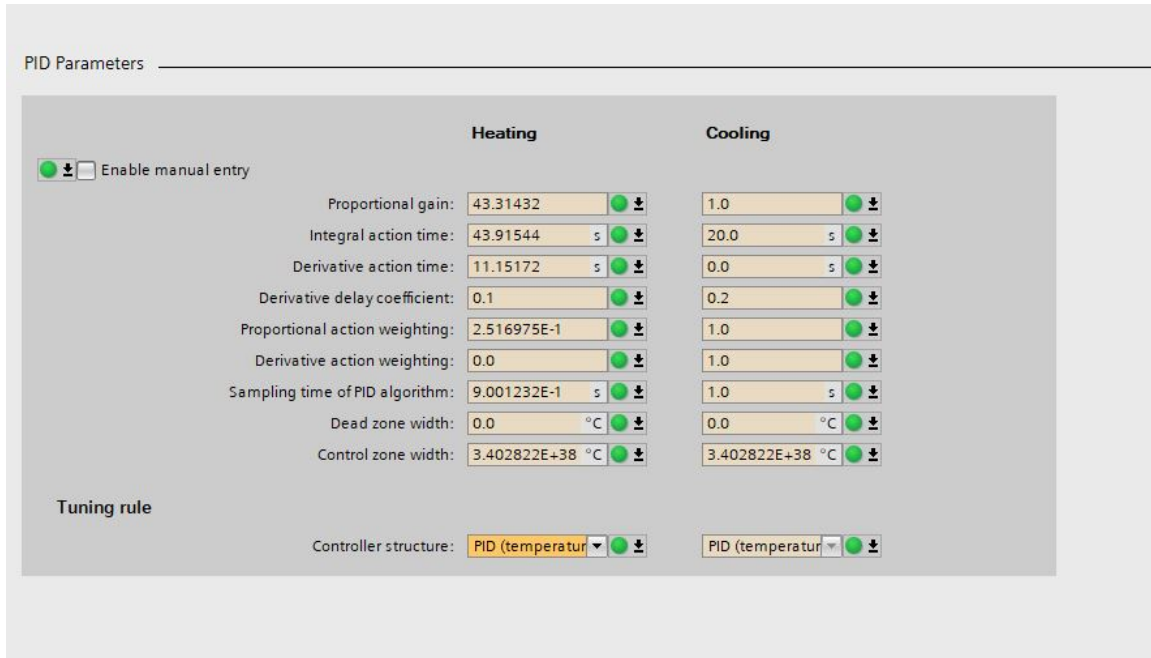 PID Parameters
Heating Cooling
Enable manual entry
Proportional gain: 43.31432 1.0
Integral action time: 43.91544 s 20.0 s
Derivative action time: 11.15172 s 0.0 s
Derivative delay coefficient: 0.1 0.2
Proportional action weighting: 2.516975E-1 1.0
Derivative action weighting: 0.0 1.0
Sampling time of PID algorithm: 9.001232E-1 s 1.0 s
Dead zone width: 0.0 °C 0.0 °C
Control zone width: 3.402822E+38 °C 3.402822E+38 °C
Tuning rule
Controller structure: PID (temperatur PID (temperatur